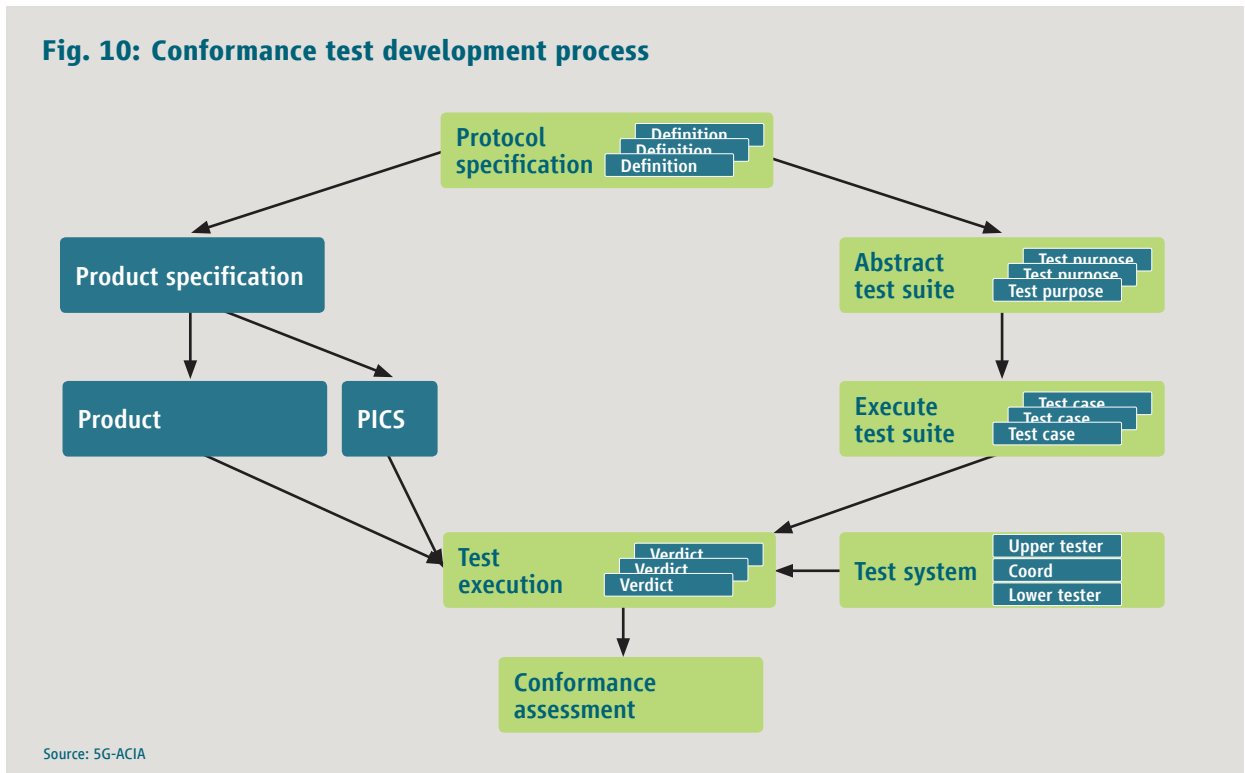 Fig. 10: Conformance test development process
Protocol
specification
Definition
Definition
Definition
Product specification
Abstract
test suite
Test purpose
Test purpose
Test purpose
Product
PICS
Execute
test suite
Test case
Test case
Test case
Test
execution
Verdict
Verdict
Verdict
Test system
Upper tester
Coord
Lower tester
Conformance
assessment
Source: 5G-ACIA